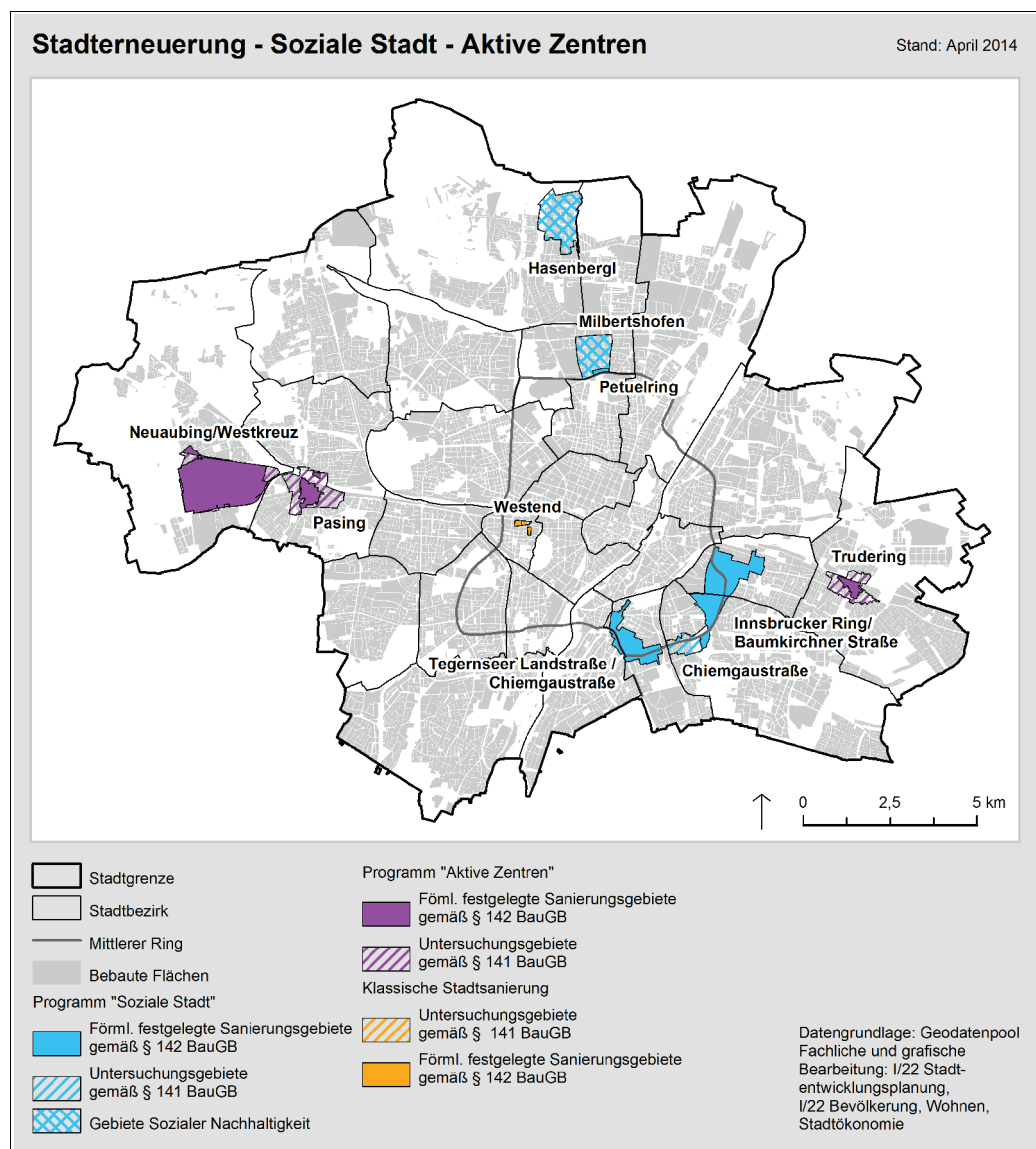 Stadterneuerung - Soziale Stadt - Aktive Zentren
Stand: April 2014
Hasenbergl
Milbertshofen
Petuelring
Neuaubing/Westkreuz
Pasing
Westend
Trudering
Innsbrucker Ring/
Baumkirchner Straße
Tegernseer Landstraße /
Chiemgaustraße
Chiemgaustraße
0 2,5 5 km
Stadtgrenze
Stadtbezirk
Mittlerer Ring
Bebaute Flächen
Programm "Soziale Stadt"
Förml. festgelegte Sanierungsgebiete
gemäß § 142 BauGB
Untersuchungsgebiete
gemäß § 141 BauGB
Gebiete Sozialer Nachhaltigkeit
Programm "Aktive Zentren"
Föml. festgelegte Sanierungsgebiete
gemäß § 142 BauGB
Untersuchungsgebiete
gemäß § 141 BauGB
Klassische Stadtsanierung
Untersuchungsgebiete
gemäß § 141 BauGB
Förml. festgelegte Sanierungsgebiete
gemäß § 142 BauGB
Datengrundlage: Geodatenpool
Fachliche und grafische
Bearbeitung: I/22 Stadt-
entwicklungsplanung,
I/22 Bevölkerung, Wohnen,
Stadtökonomie